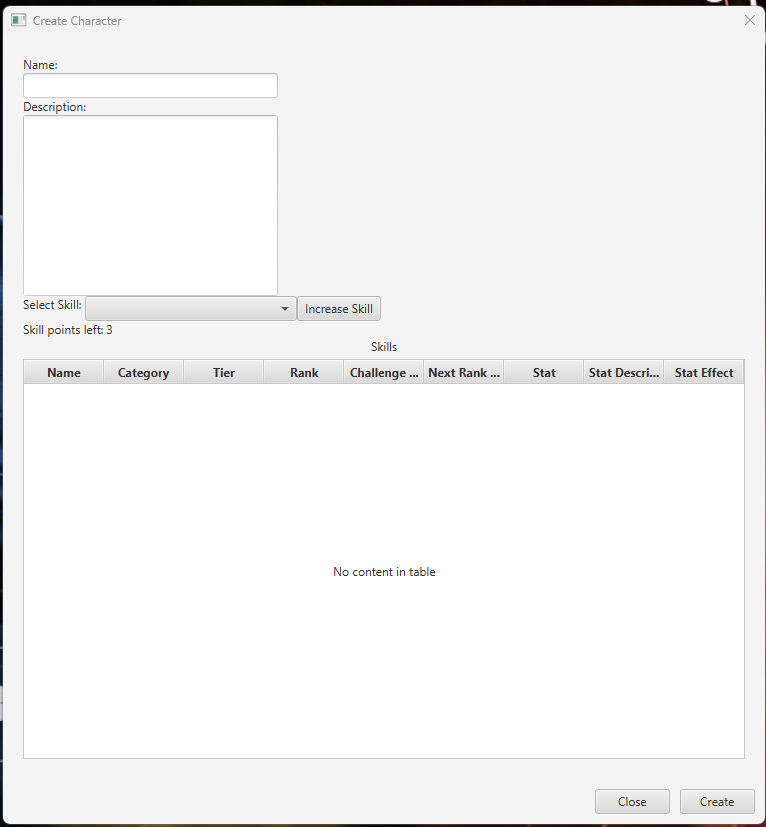 Create Character
Name:
Description:
Select Skill:
Increase Skill
Skill points left: 3
Skills
Name Category Tier Rank Challenge ... Next Rank ... Stat Stat Descri... Stat Effect
No content in table
Close Create